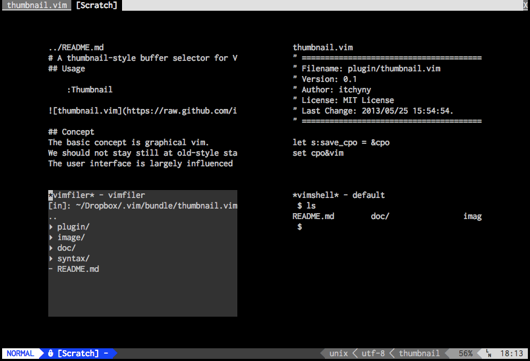 thumbnail.vim [Scratch] X
../README.md
# A thumbnail-style buffer selector for V
## Usage
:Thumbnail
![thumbnail.vim](https://raw.github.com/i
## Concept
The basic concept is graphical vim.
We should not stay still at old-style sta
The user interface is largely influenced
thumbnail.vim
" =======================================
" Filename: plugin/thumbnail.vim
" Version: 0.1
" Author: itchyny
" License: MIT License
" Last Change: 2013/05/25 15:54:54.
" =======================================
let s:save_cpo = &cpo
set cpo&vim
*vimfiler* - vimfiler
[in]: ~/Dropbox/.vim/bundle/thumbnail.vim
..
▸ plugin/
▸ image/
▸ doc/
▸ syntax/
- README.md
*vimshell* - default
$ ls
README.md doc/ imag
$
NORMAL [Scratch] - unix utf-8 thumbnail 56% 18:13